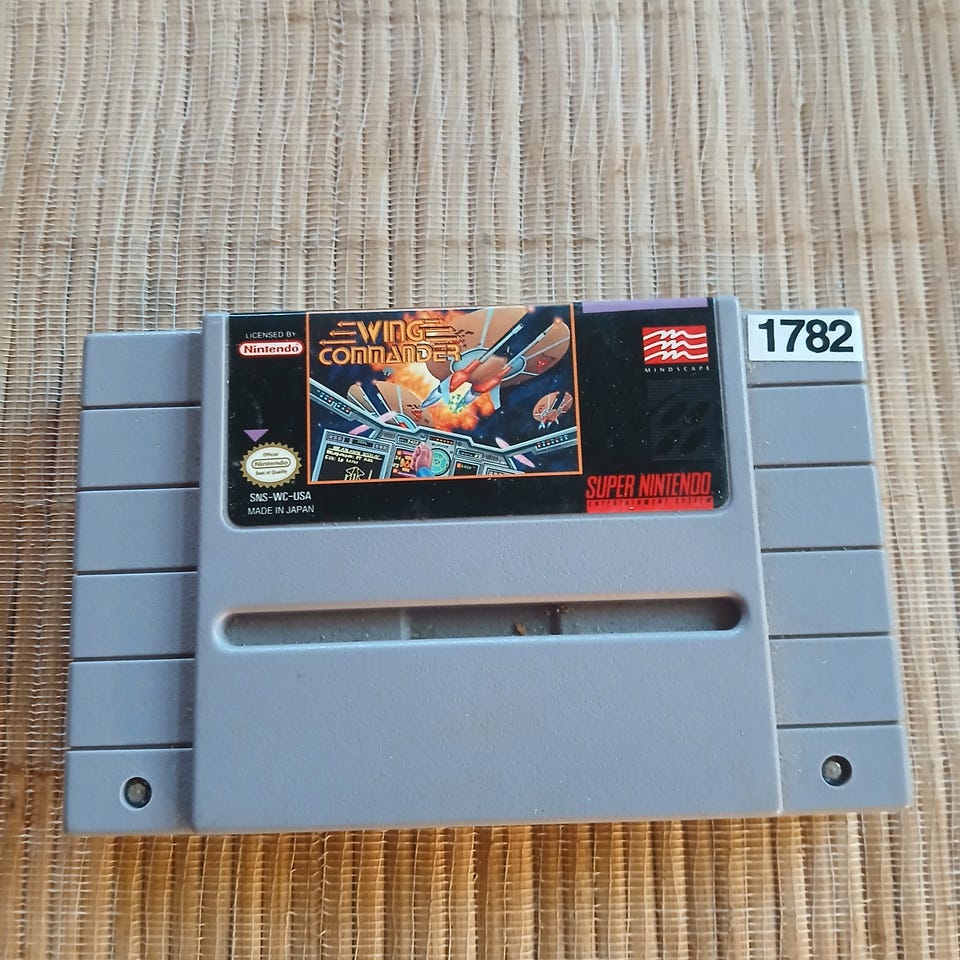 LICENSED BY
Nintendo
WING
COMMANDER
MINDSCAPE
1782
Official
Nintendo
Seal of Quality
SNS-WC-USA
MADE IN JAPAN
SUPER NINTENDO
ENTERTAINMENT SYSTEM